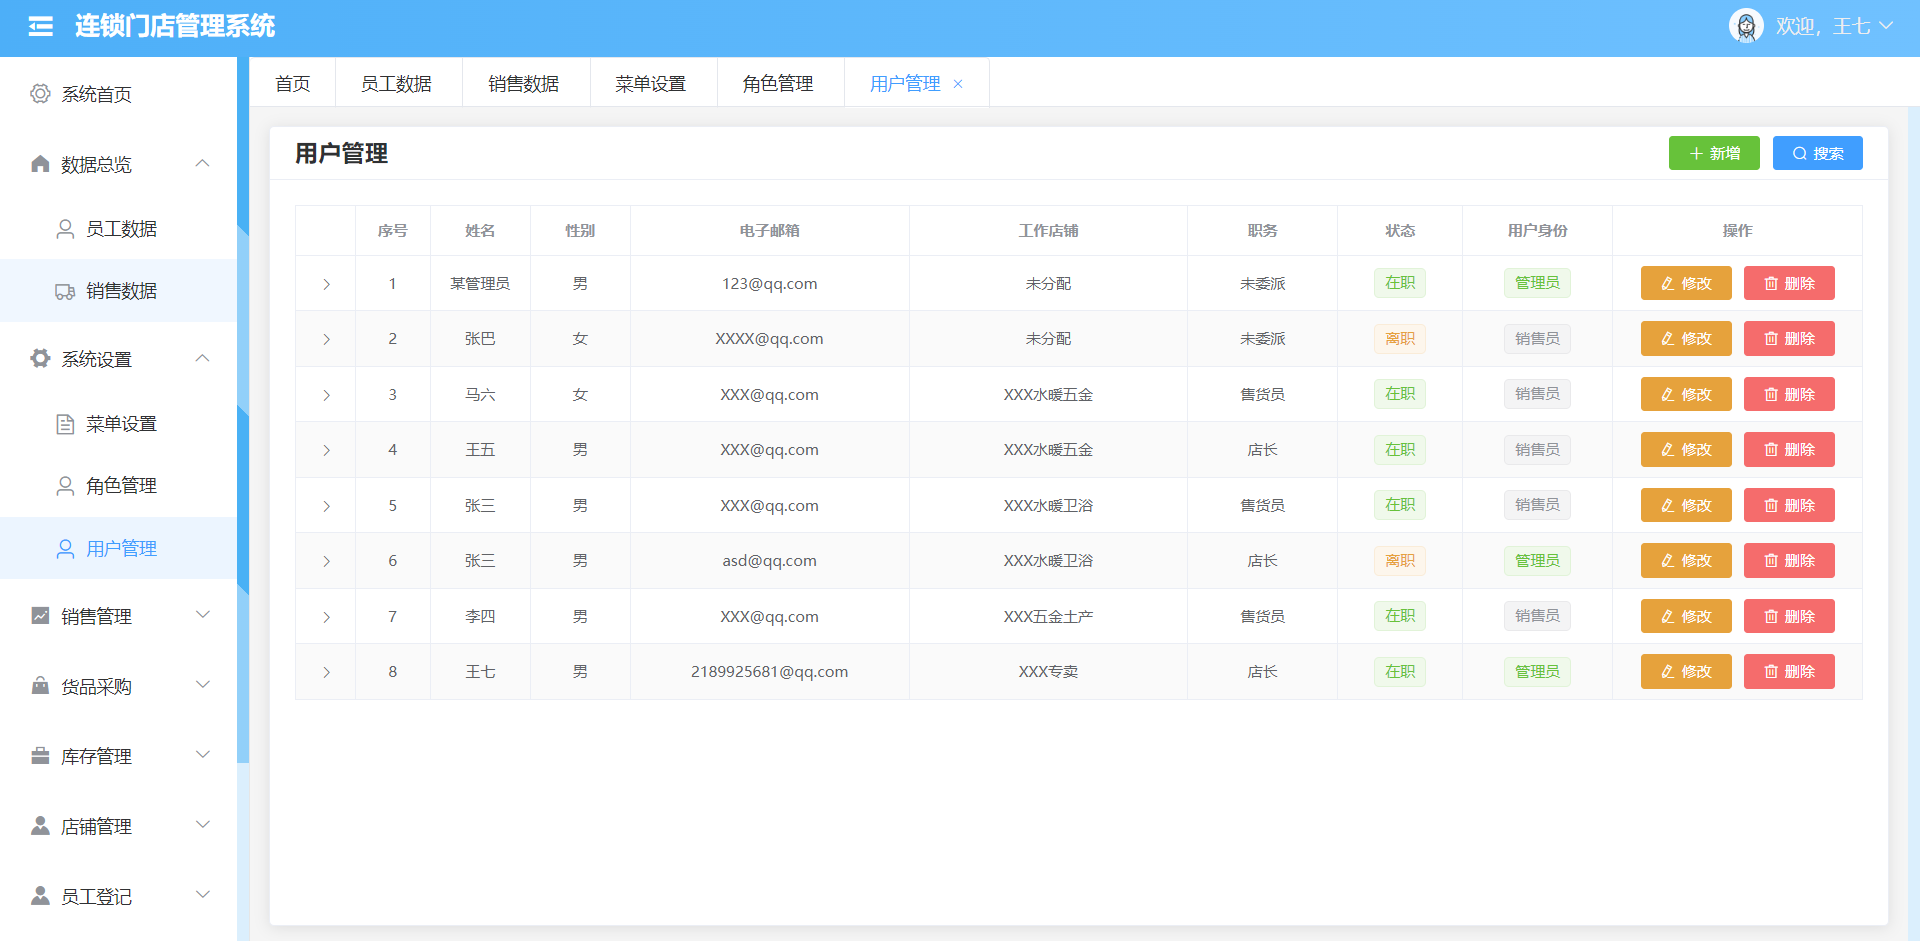 连锁门店管理系统
欢迎，王七
系统首页
数据总览
员工数据
销售数据
系统设置
菜单设置
角色管理
用户管理
销售管理
货品采购
库存管理
店铺管理
员工登记
首页 员工数据 销售数据 菜单设置 角色管理 用户管理
用户管理
新增 搜索
序号 姓名 性别 电子邮箱 工作店铺 职务 状态 用户身份 操作
1 某管理员 男 123@qq.com 未分配 未委派 在职 管理员 修改 删除
2 张巴 女 XXXX@qq.com 未分配 未委派 离职 销售员 修改 删除
3 马六 女 XXX@qq.com XXX水暖五金 售货员 在职 销售员 修改 删除
4 王五 男 XXX@qq.com XXX水暖五金 店长 在职 销售员 修改 删除
5 张三 男 XXX@qq.com XXX水暖卫浴 售货员 在职 销售员 修改 删除
6 张三 男 asd@qq.com XXX水暖卫浴 店长 离职 管理员 修改 删除
7 李四 男 XXX@qq.com XXX五金土产 售货员 在职 销售员 修改 删除
8 王七 男 2189925681@qq.com XXX专卖 店长 在职 管理员 修改 删除